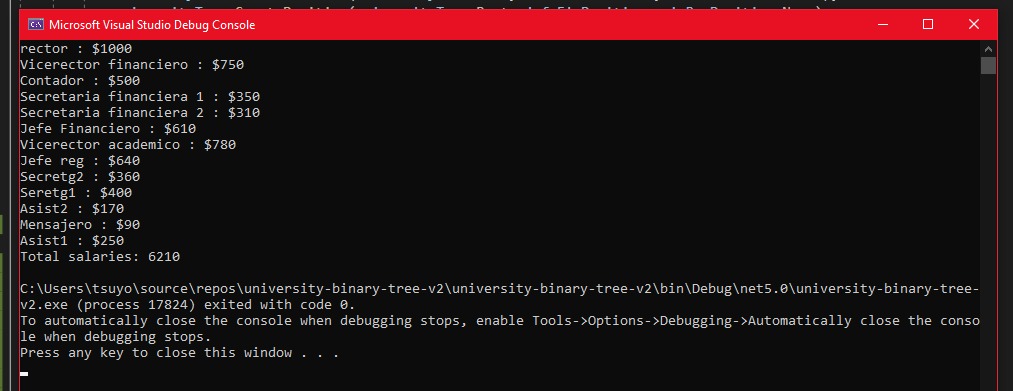 Microsoft Visual Studio Debug Console
rector : $1000
Vicerector financiero : $750
Contador : $500
Secretaria financiera 1 : $350
Secretaria financiera 2 : $310
Jefe Financiero : $610
Vicerector academico : $780
Jefe reg : $640
Secretg2 : $360
Seretg1 : $400
Asist2 : $170
Mensajero : $90
Asist1 : $250
Total salaries: 6210
C:\Users\tsuyo\source\repos\university-binary-tree-v2\university-binary-tree-v2\bin\Debug\net5.0\university-binary-tree-
v2.exe (process 17824) exited with code 0.
To automatically close the console when debugging stops, enable Tools->Options->Debugging->Automatically close the conso
le when debugging stops.
Press any key to close this window . . .